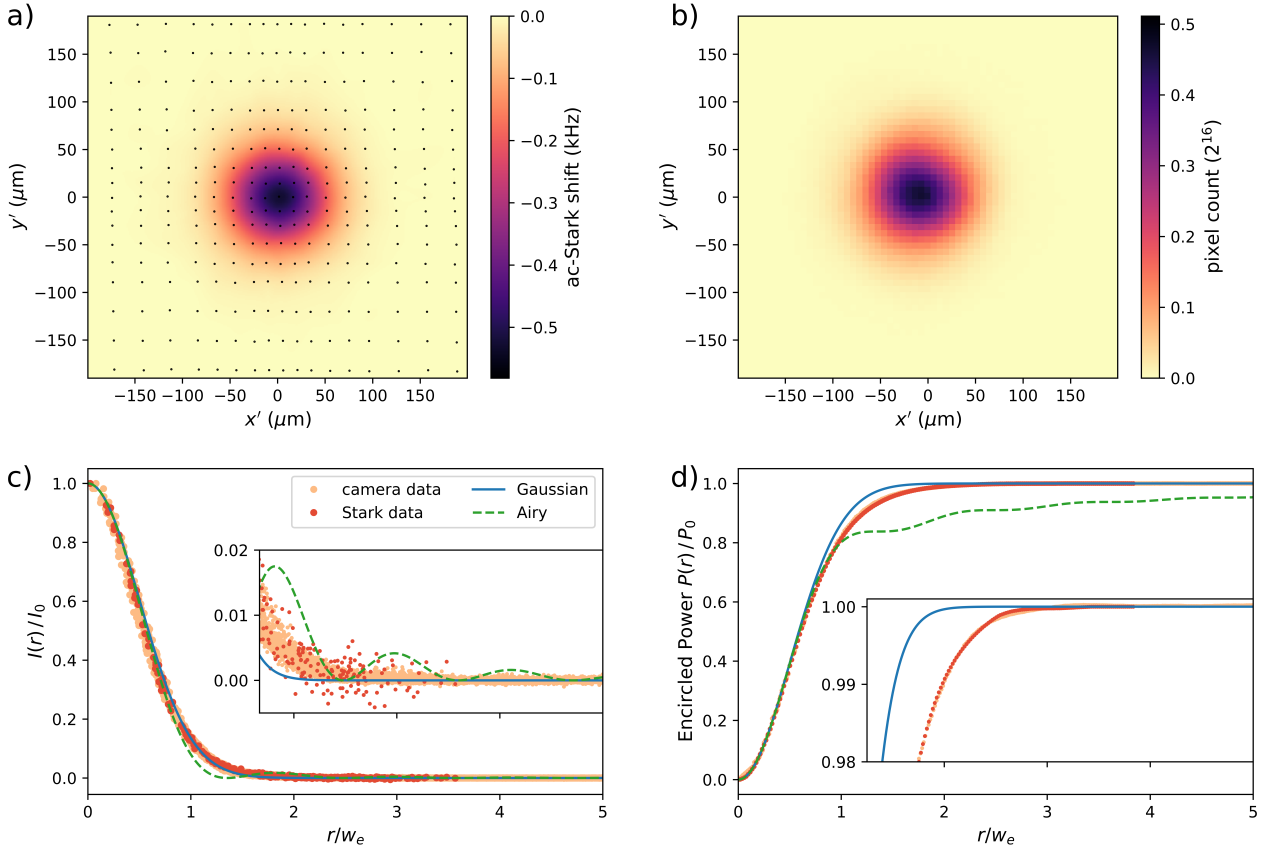 a)
150
100
50
0
−50
−100
−150
y′ (μm)
−150 −100 −50 0 50 100 150
x′ (μm)
0.0
−0.1
−0.2
−0.3
−0.4
−0.5
ac-Stark shift (kHz)
b)
150
100
50
0
−50
−100
−150
y′ (μm)
−150 −100 −50 0 50 100 150
x′ (μm)
0.5
0.4
0.3
0.2
0.1
0.0
pixel count (2¹⁶)
c)
1.0
0.8
0.6
0.4
0.2
0.0
I(r) / I₀
camera data
Stark data
Gaussian
Airy
0.02
0.01
0.00
0 1 2 3 4 5
r/wₑ
d)
1.0
0.8
0.6
0.4
0.2
0.0
Encircled Power P(r) / P₀
1.00
0.99
0.98
0 1 2 3 4 5
r/wₑ